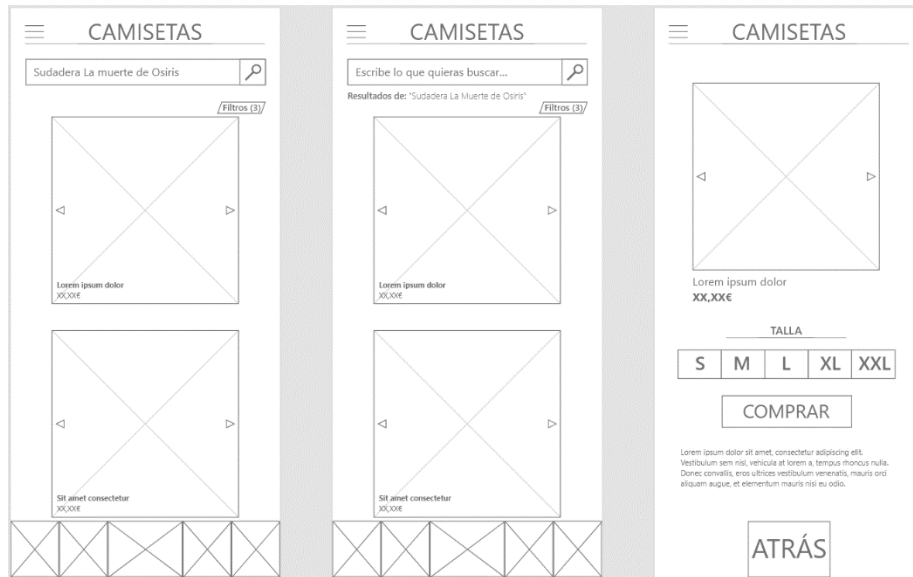 CAMISETAS
Sudadera La muerte de Osiris
Filtros (3)
Lorem ipsum dolor
XX,XX€
Sit amet consectetur
XX,XX€
CAMISETAS
Escribe lo que quieras buscar...
Resultados de: "Sudadera La Muerte de Osiris"
Filtros (3)
Lorem ipsum dolor
XX,XX€
Sit amet consectetur
XX,XX€
CAMISETAS
Lorem ipsum dolor
XX,XX€
TALLA
S M L XL XXL
COMPRAR
Lorem ipsum dolor sit amet, consectetur adipiscing elit.
Vestibulum sem nisl, vehicula at lorem a, tempus rhoncus nulla.
Donec convallis, eros ultrices vestibulum venenatis, mauris orci
aliquam augue, et elementum mauris nisi eu odio.
ATRÁS